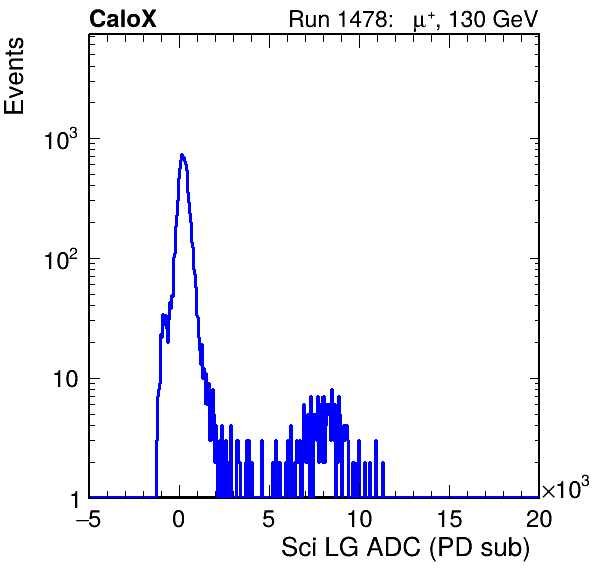 CaloX Run 1478: μ⁺, 130 GeV
Events
10³
10²
10
1
−5 0 5 10 15 20 ×10³
Sci LG ADC (PD sub)